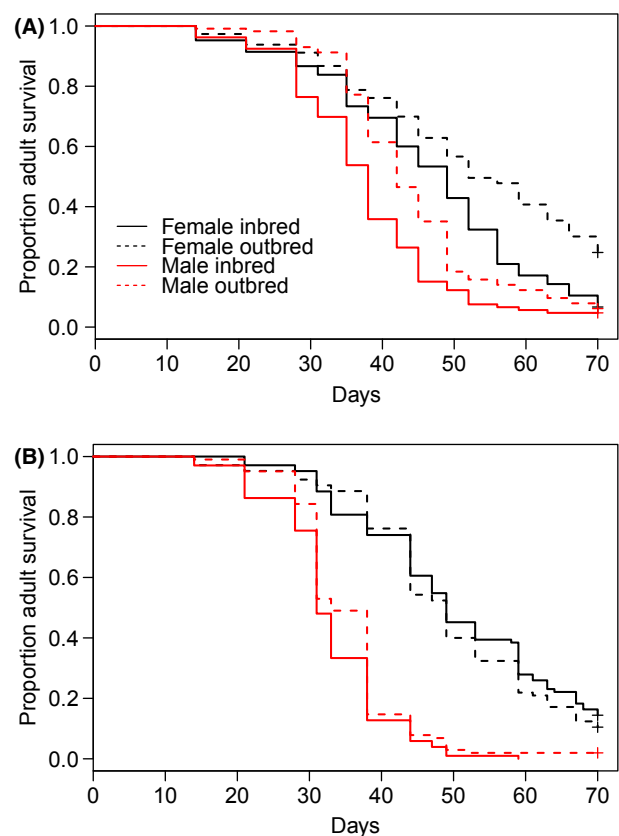 (A)
1.0
0.8
0.6
0.4
0.2
0.0
Proportion adult survival
Female inbred
Female outbred
Male inbred
Male outbred
0 10 20 30 40 50 60 70
Days
(B)
1.0
0.8
0.6
0.4
0.2
0.0
Proportion adult survival
0 10 20 30 40 50 60 70
Days